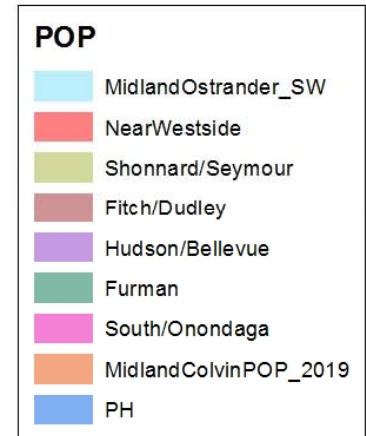 POP
MidlandOstrander_SW
NearWestside
Shonnard/Seymour
Fitch/Dudley
Hudson/Bellevue
Furman
South/Onondaga
MidlandColvinPOP_2019
PH